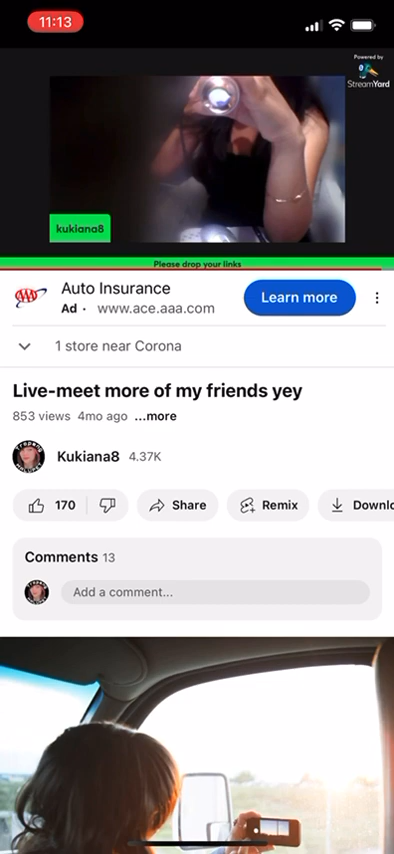 11:13
Powered by
StreamYard
kukiana8
Please drop your links
Auto Insurance
Ad · www.ace.aaa.com
Learn more
1 store near Corona
Live-meet more of my friends yey
853 views 4mo ago ...more
Kukiana8 4.37K
170 Share Remix Downlo
Comments 13
Add a comment...